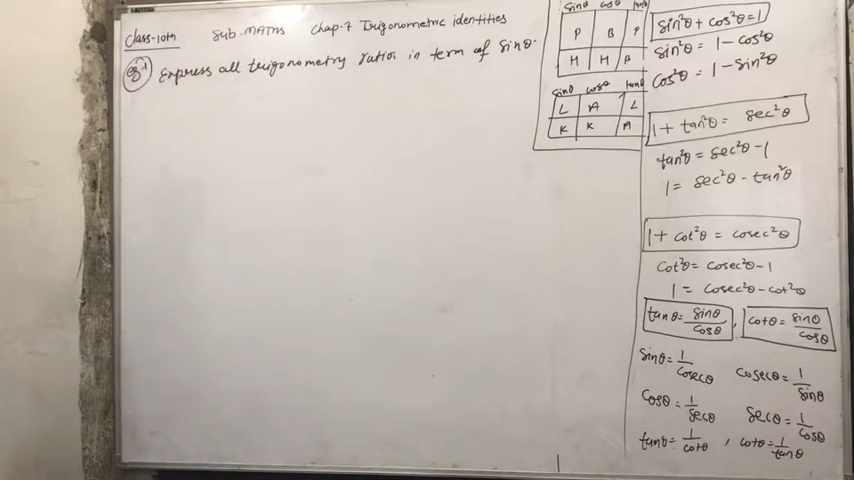 Class-10th Sub-MATHS Chap-7 Trigonometric identities
eg-1 Express all trigonometry ratios in term of sinθ.
sinθ cosθ tanθ
P B P
H H B
sinθ cosθ tanθ
L A L
K K A
sin²θ + cos²θ = 1
sin²θ = 1 - cos²θ
cos²θ = 1 - sin²θ
1 + tan²θ = sec²θ
tan²θ = sec²θ - 1
1 = sec²θ - tan²θ
1 + cot²θ = cosec²θ
cot²θ = cosec²θ - 1
1 = cosec²θ - cot²θ
tanθ = sinθ/cosθ , cotθ = sinθ/cosθ
sinθ = 1/cosecθ cosecθ = 1/sinθ
cosθ = 1/secθ secθ = 1/cosθ
tanθ = 1/cotθ , cotθ = 1/tanθ